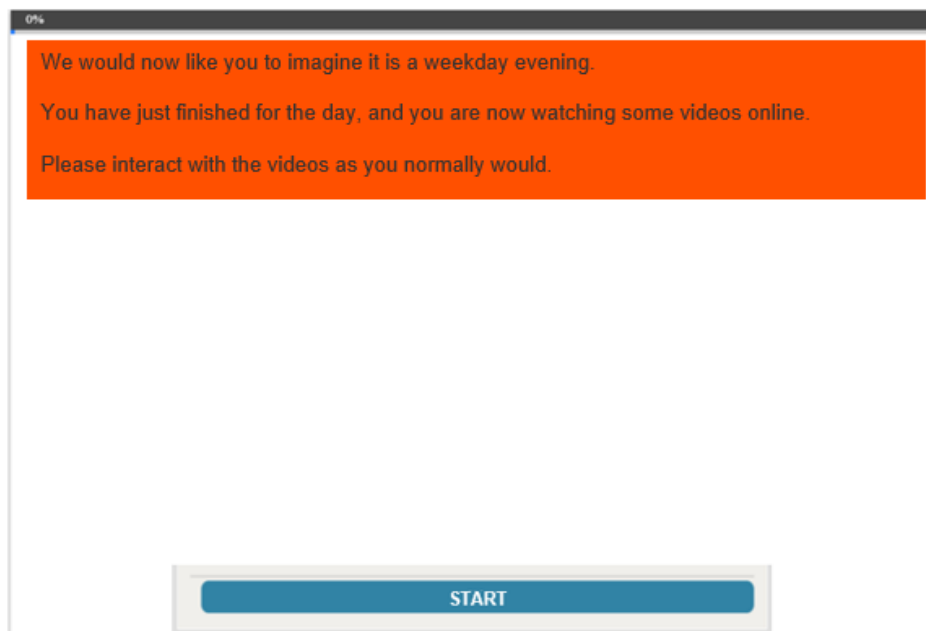 0%
We would now like you to imagine it is a weekday evening.
You have just finished for the day, and you are now watching some videos online.
Please interact with the videos as you normally would.
START